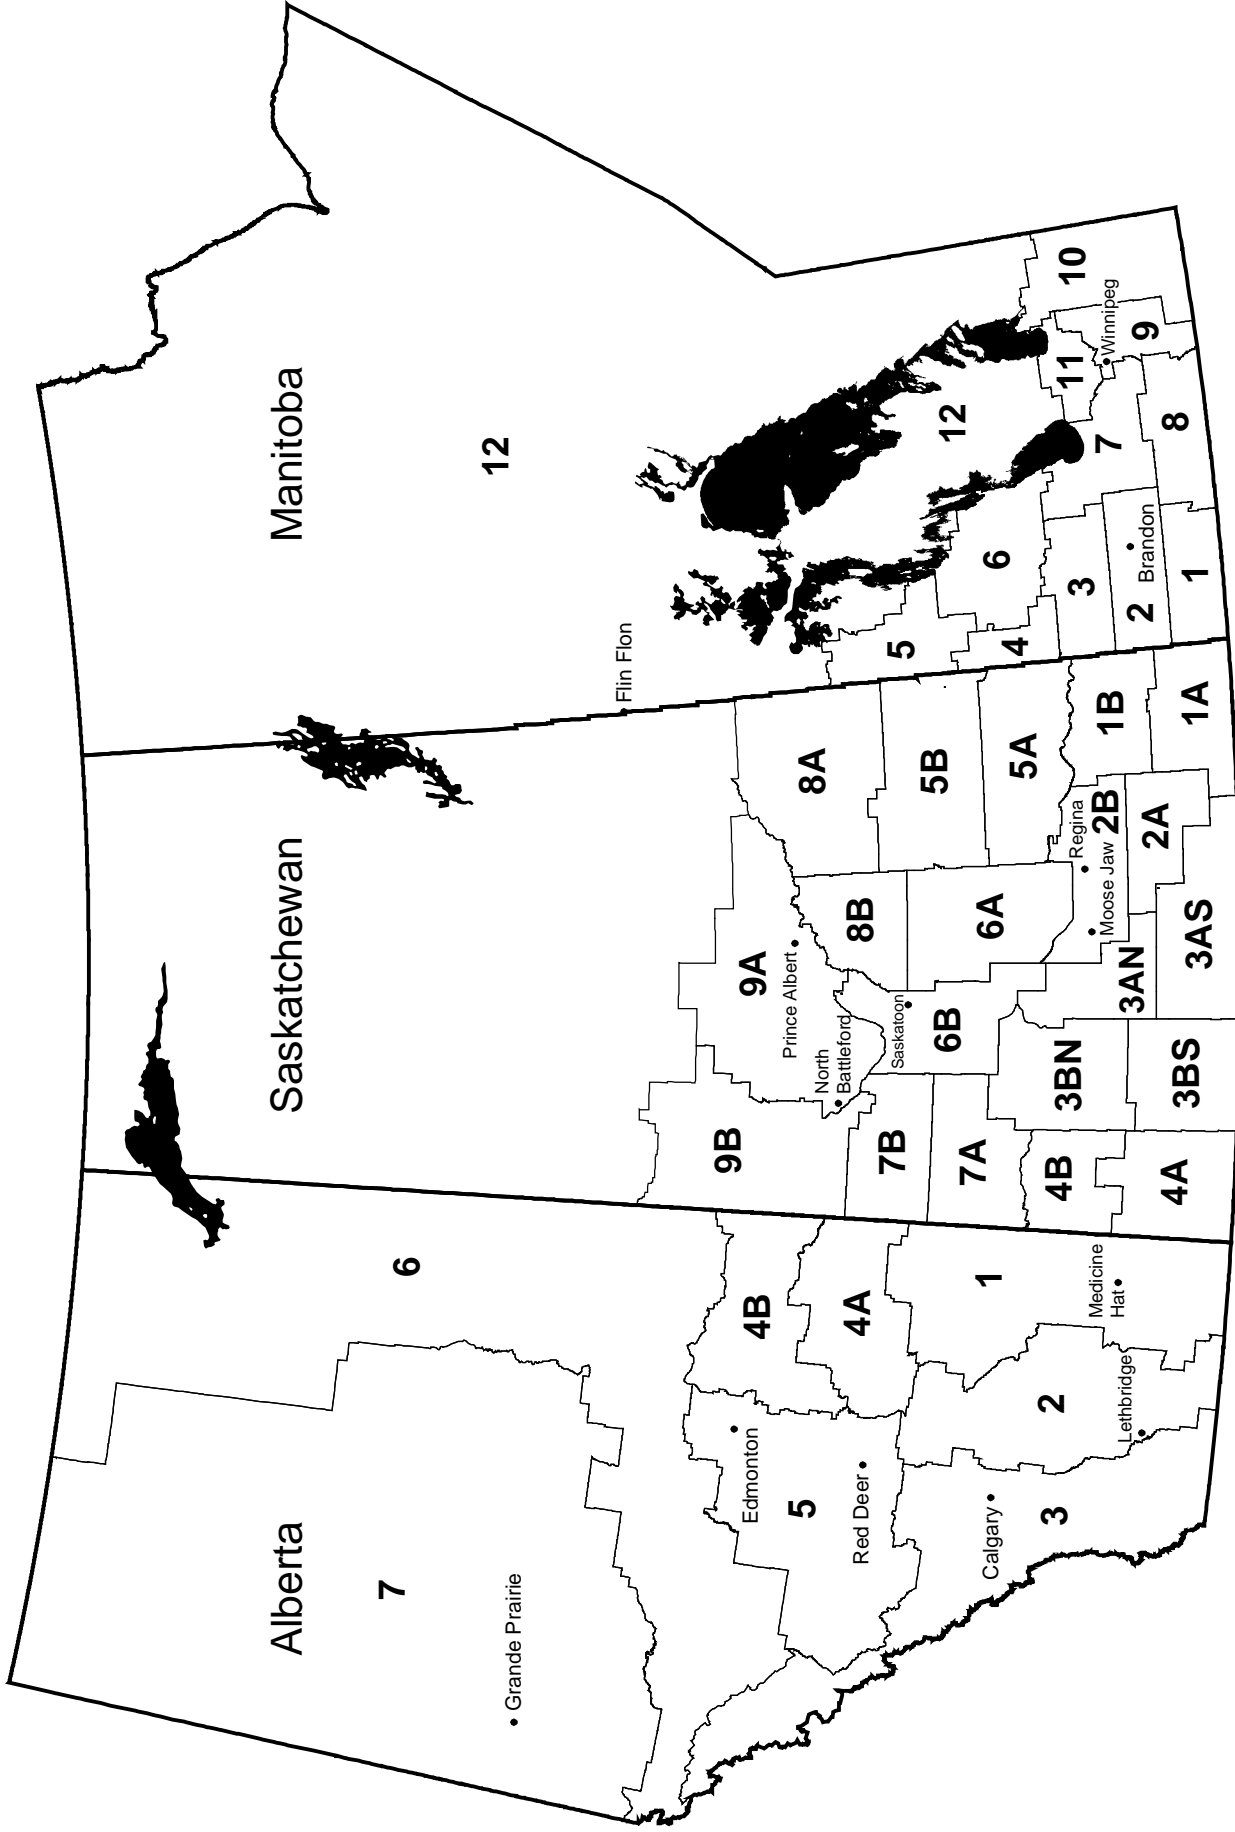 Alberta
Saskatchewan
Manitoba
7
Grande Prairie
6
4B
Edmonton
5
Red Deer
4A
1
Calgary
3
2
Medicine
Hat
Lethbridge
9B
9A
Prince Albert
North
Battleford
8A
8B
7B
Saskatoon
5B
7A
6B
6A
5A
4B
3BN
Regina
Moose Jaw
2B
1B
3AN
2A
4A
3BS
3AS
1A
12
Flin Flon
12
5
6
4
3
11
10
Winnipeg
7
9
2
Brandon
1
8